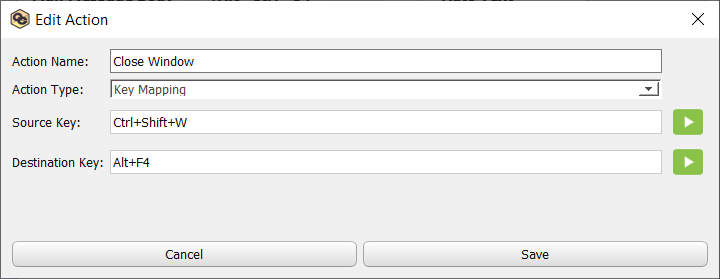 Edit Action
Action Name: Close Window
Action Type: Key Mapping
Source Key: Ctrl+Shift+W
Destination Key: Alt+F4
Cancel Save